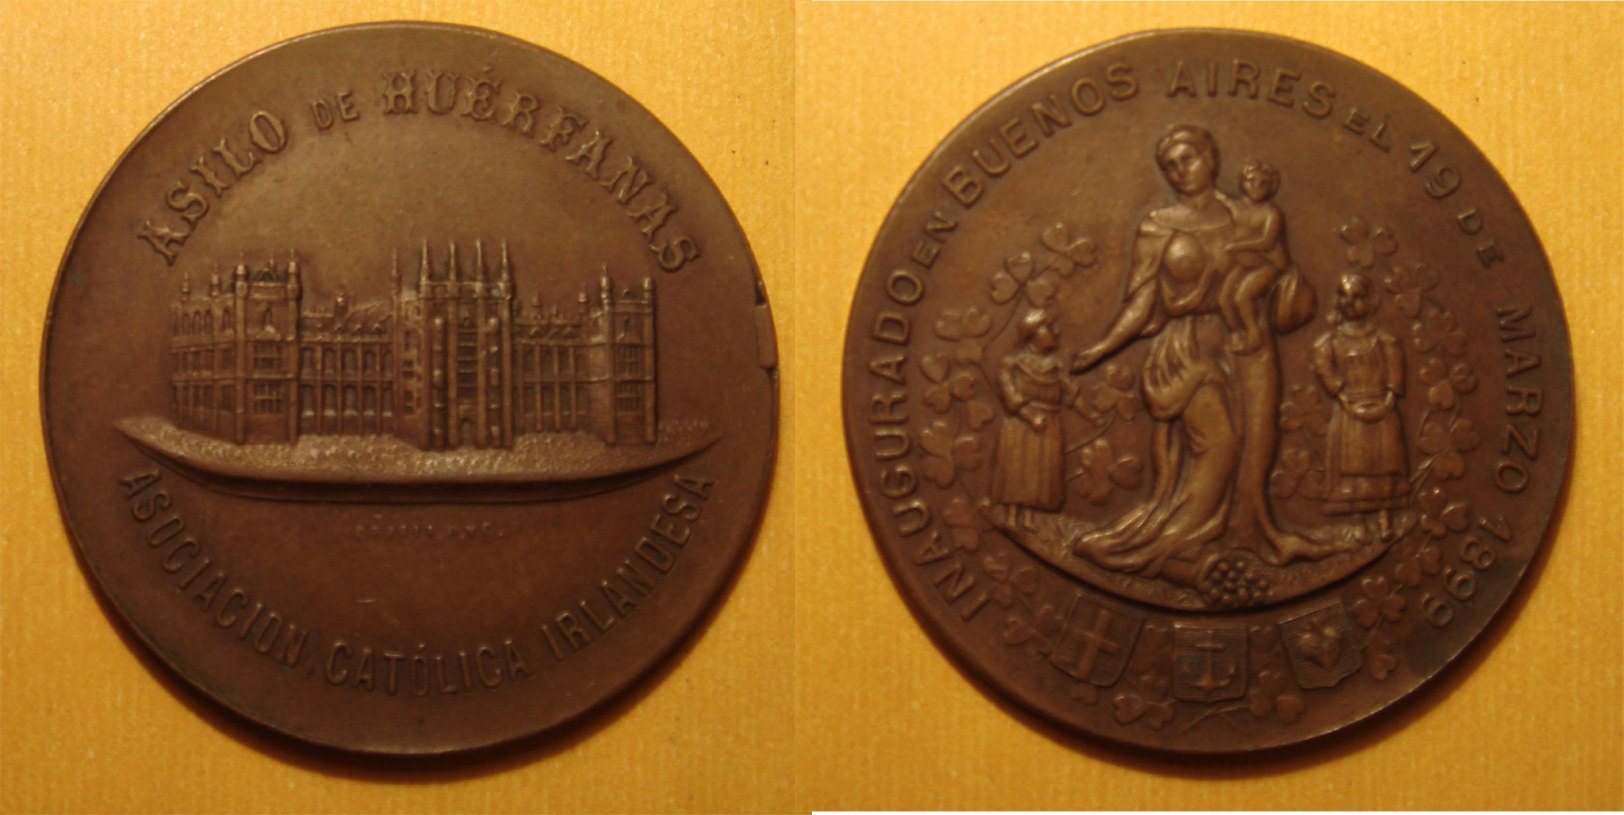 ASILO DE HUÉRFANAS
ASOCIACION CATÓLICA IRLANDESA
INAUGURADO EN BUENOS AIRES EL 19 DE MARZO 1899